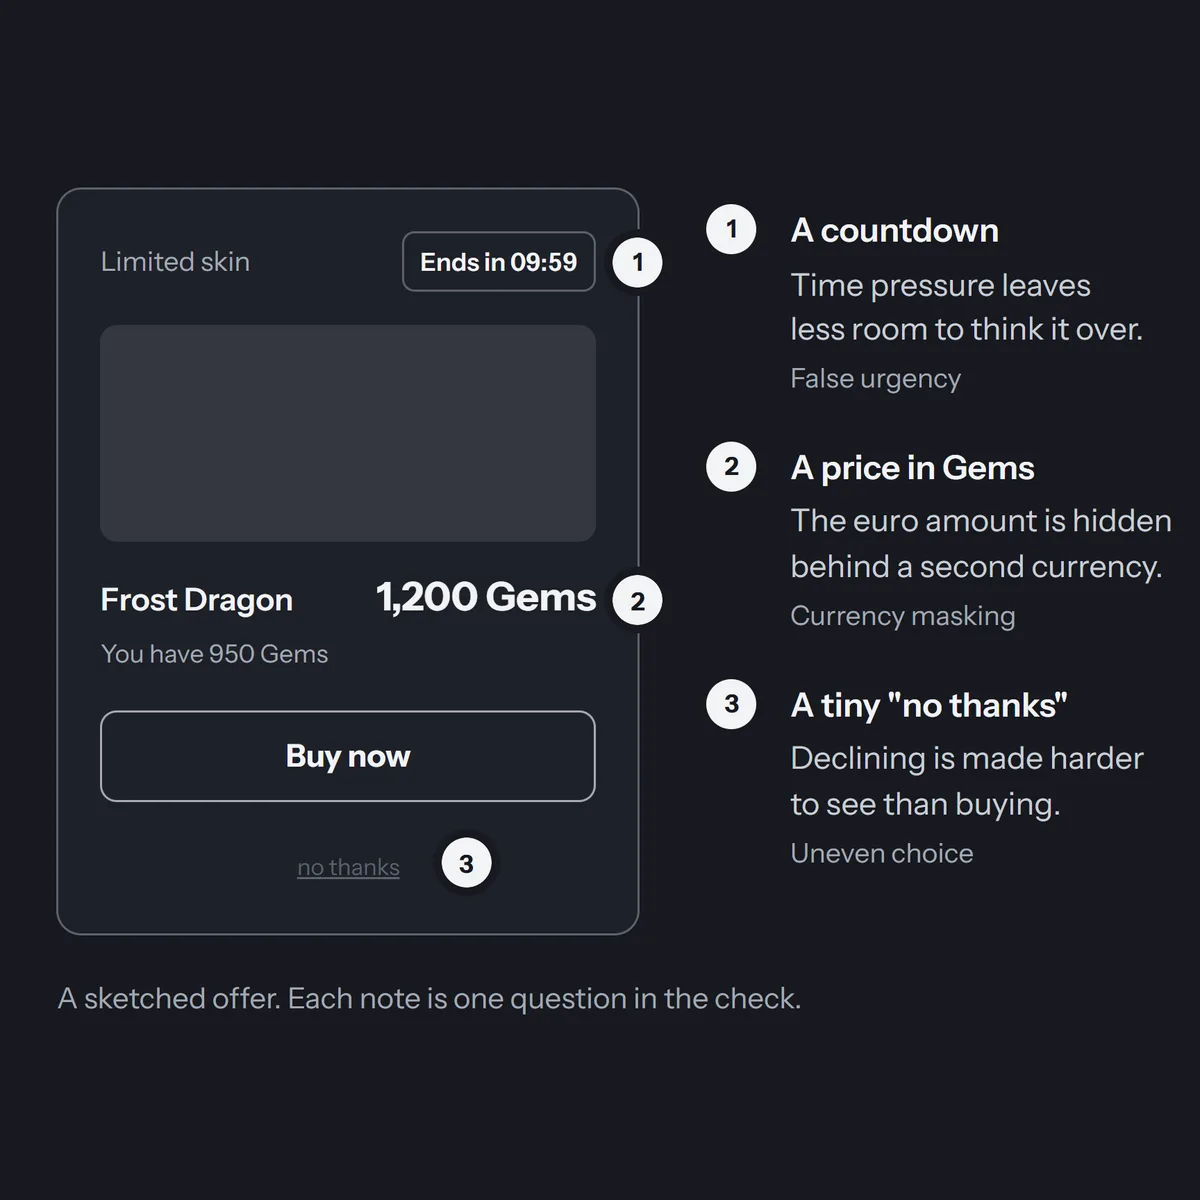 Limited skin
Ends in 09:59
1
Frost Dragon
1,200 Gems
2
You have 950 Gems
Buy now
no thanks
3
1
A countdown
Time pressure leaves
less room to think it over.
False urgency
2
A price in Gems
The euro amount is hidden
behind a second currency.
Currency masking
3
A tiny "no thanks"
Declining is made harder
to see than buying.
Uneven choice
A sketched offer. Each note is one question in the check.